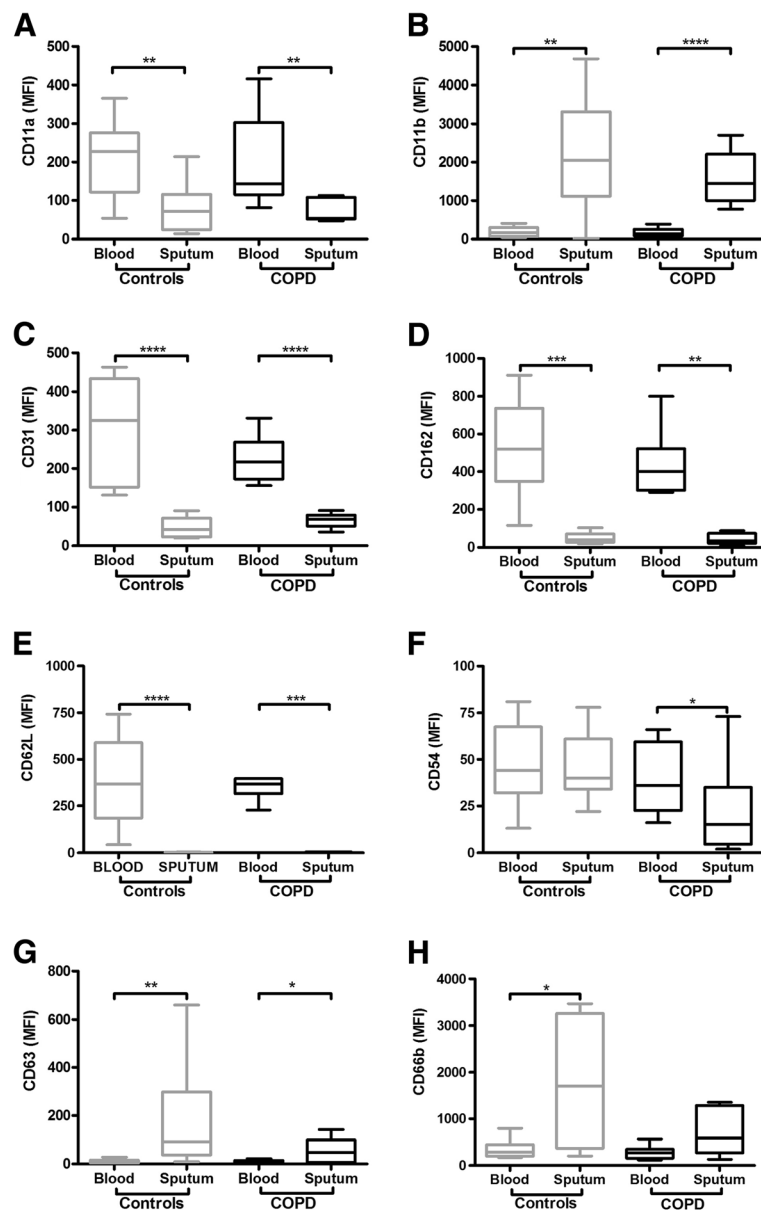 A
B
CD11a (MFI)
500
400
300
200
100
0
**
**
Blood
Sputum
Blood
Sputum
Controls
COPD
CD11b (MFI)
5000
4000
3000
2000
1000
0
**
****
Blood
Sputum
Blood
Sputum
Controls
COPD
C
D
CD31 (MFI)
500
400
300
200
100
0
****
****
Blood
Sputum
Blood
Sputum
Controls
COPD
CD162 (MFI)
1000
800
600
400
200
0
***
**
Blood
Sputum
Blood
Sputum
Controls
COPD
E
F
CD62L (MFI)
1000
750
500
250
0
****
***
BLOOD
SPUTUM
Blood
Sputum
Controls
COPD
CD54 (MFI)
100
75
50
25
0
*
Blood
Sputum
Blood
Sputum
Controls
COPD
G
H
CD63 (MFI)
800
600
400
200
0
**
*
Blood
Sputum
Blood
Sputum
Controls
COPD
CD66b (MFI)
4000
3000
2000
1000
0
*
Blood
Sputum
Blood
Sputum
Controls
COPD